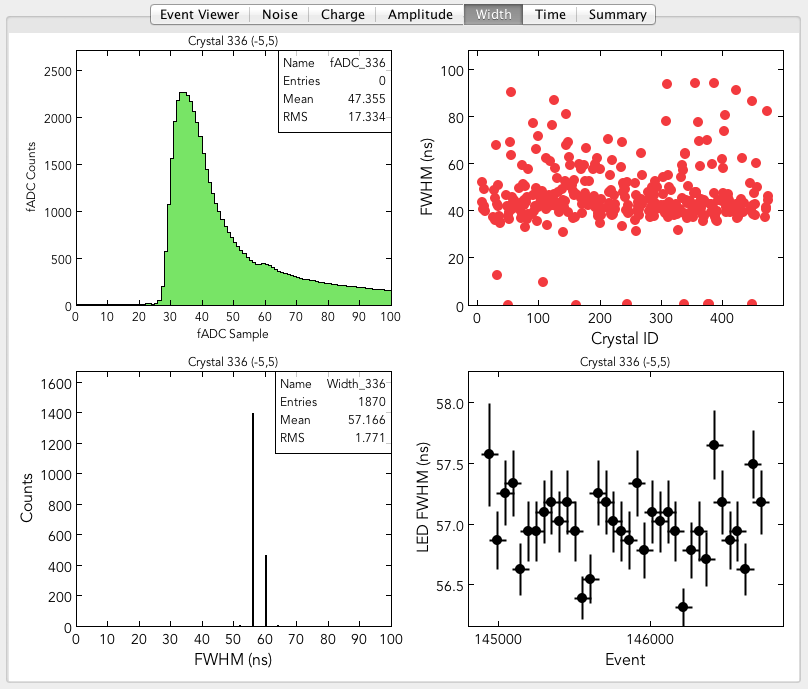 Event Viewer Noise Charge Amplitude Width Time Summary
Crystal 336 (-5,5)
fADC Counts
2500
2000
1500
1000
500
0
0 10 20 30 40 50 60 70 80 90 100
fADC Sample
Name fADC_336
Entries 0
Mean 47.355
RMS 17.334
FWHM (ns)
100
80
60
40
20
0
0 100 200 300 400
Crystal ID
Crystal 336 (-5,5)
Counts
1600
1400
1200
1000
800
600
400
200
0
0 10 20 30 40 50 60 70 80 90 100
FWHM (ns)
Name Width_336
Entries 1870
Mean 57.166
RMS 1.771
Crystal 336 (-5,5)
LED FWHM (ns)
58.0
57.5
57.0
56.5
145000 146000
Event